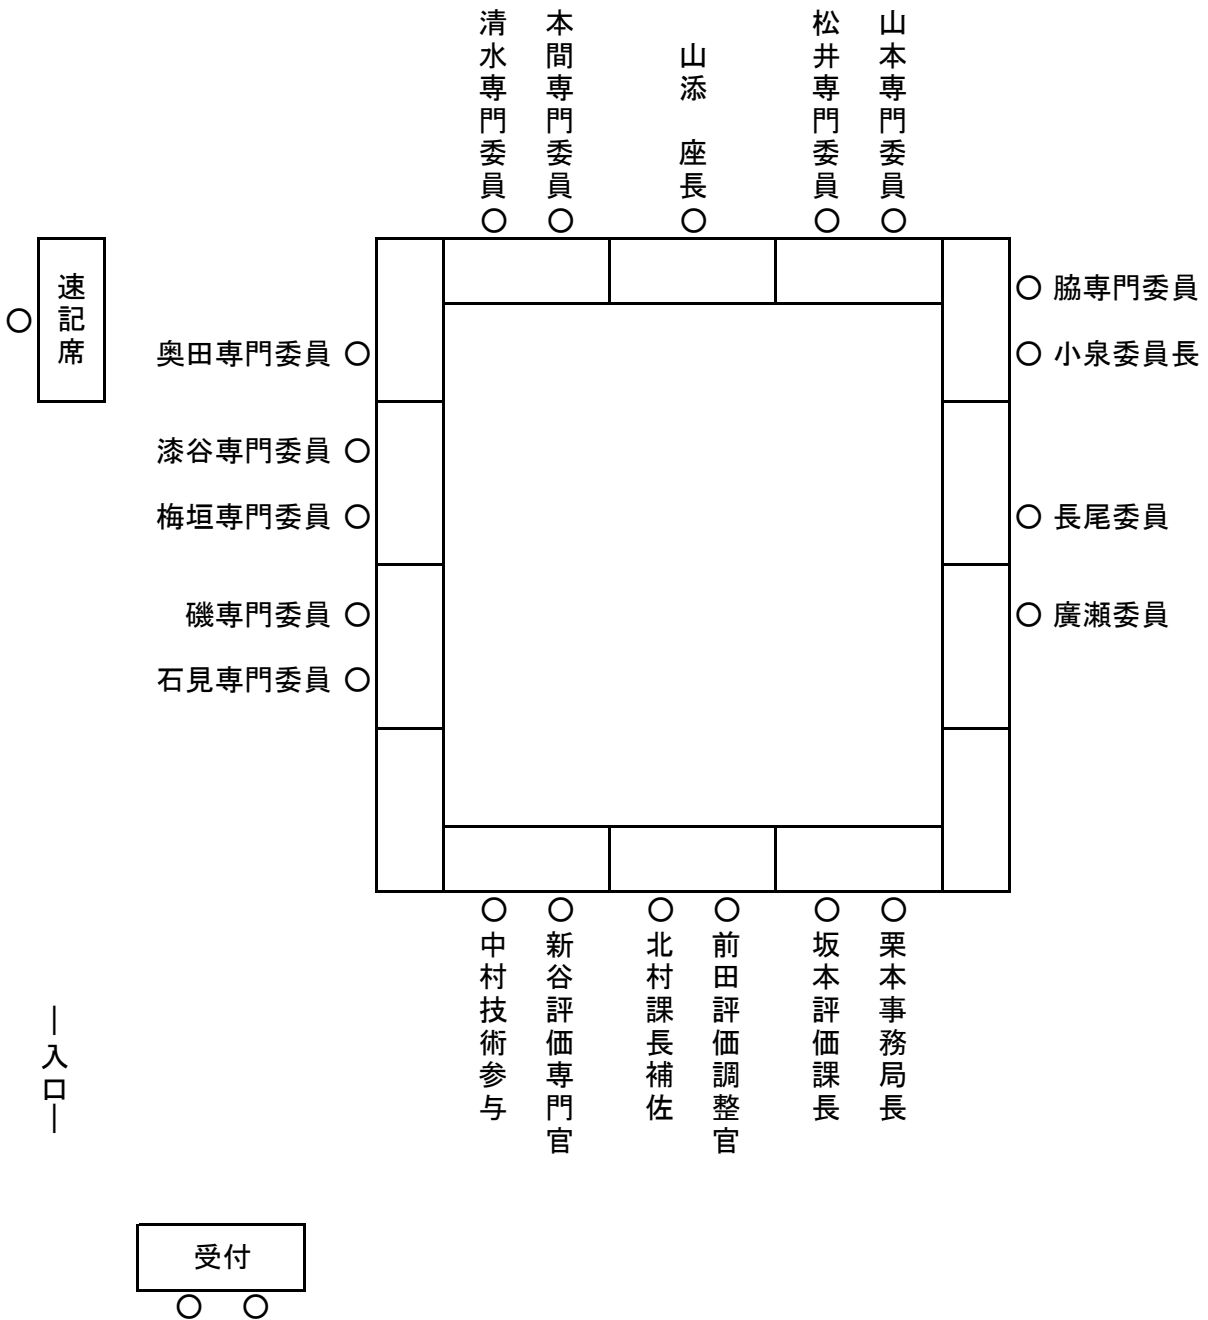 清水専門委員
本間専門委員
山添　座長
松井専門委員
山本専門委員
速記席
脇専門委員
小泉委員長
長尾委員
廣瀬委員
奥田専門委員
漆谷専門委員
梅垣専門委員
磯専門委員
石見専門委員
中村技術参与
新谷評価専門官
北村課長補佐
前田評価調整官
坂本評価課長
栗本事務局長
―入口―
受付